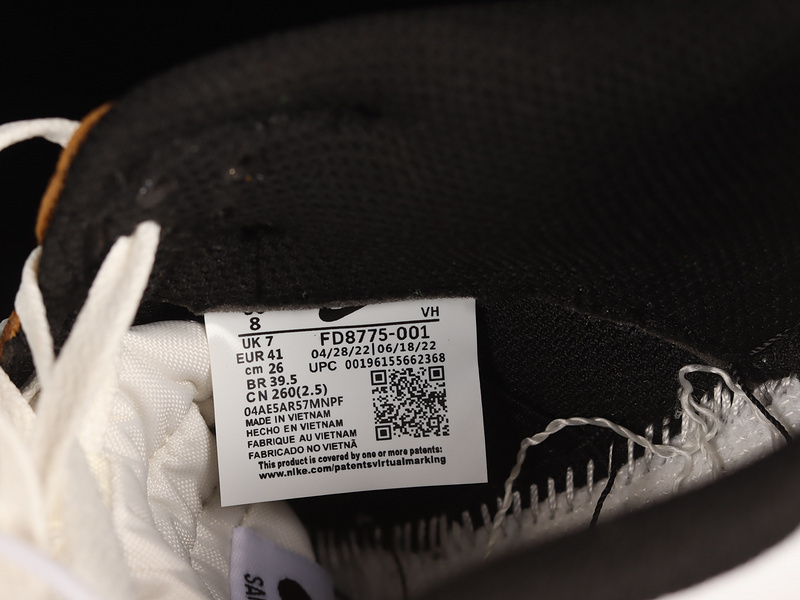 8
VH
UK 7
FD8775-001
EUR 41
04/28/22|06/18/22
cm 26
UPC 00196155662368
BR 39.5
CN 260(2.5)
04AE5AR57MNPF
MADE IN VIETNAM
HECHO EN VIETNAM
FABRIQUE AU VIETNAM
FABRICADO NO VIETNÃ
This product is covered by one or more patents:
www.nike.com/patentsvirtualmarking